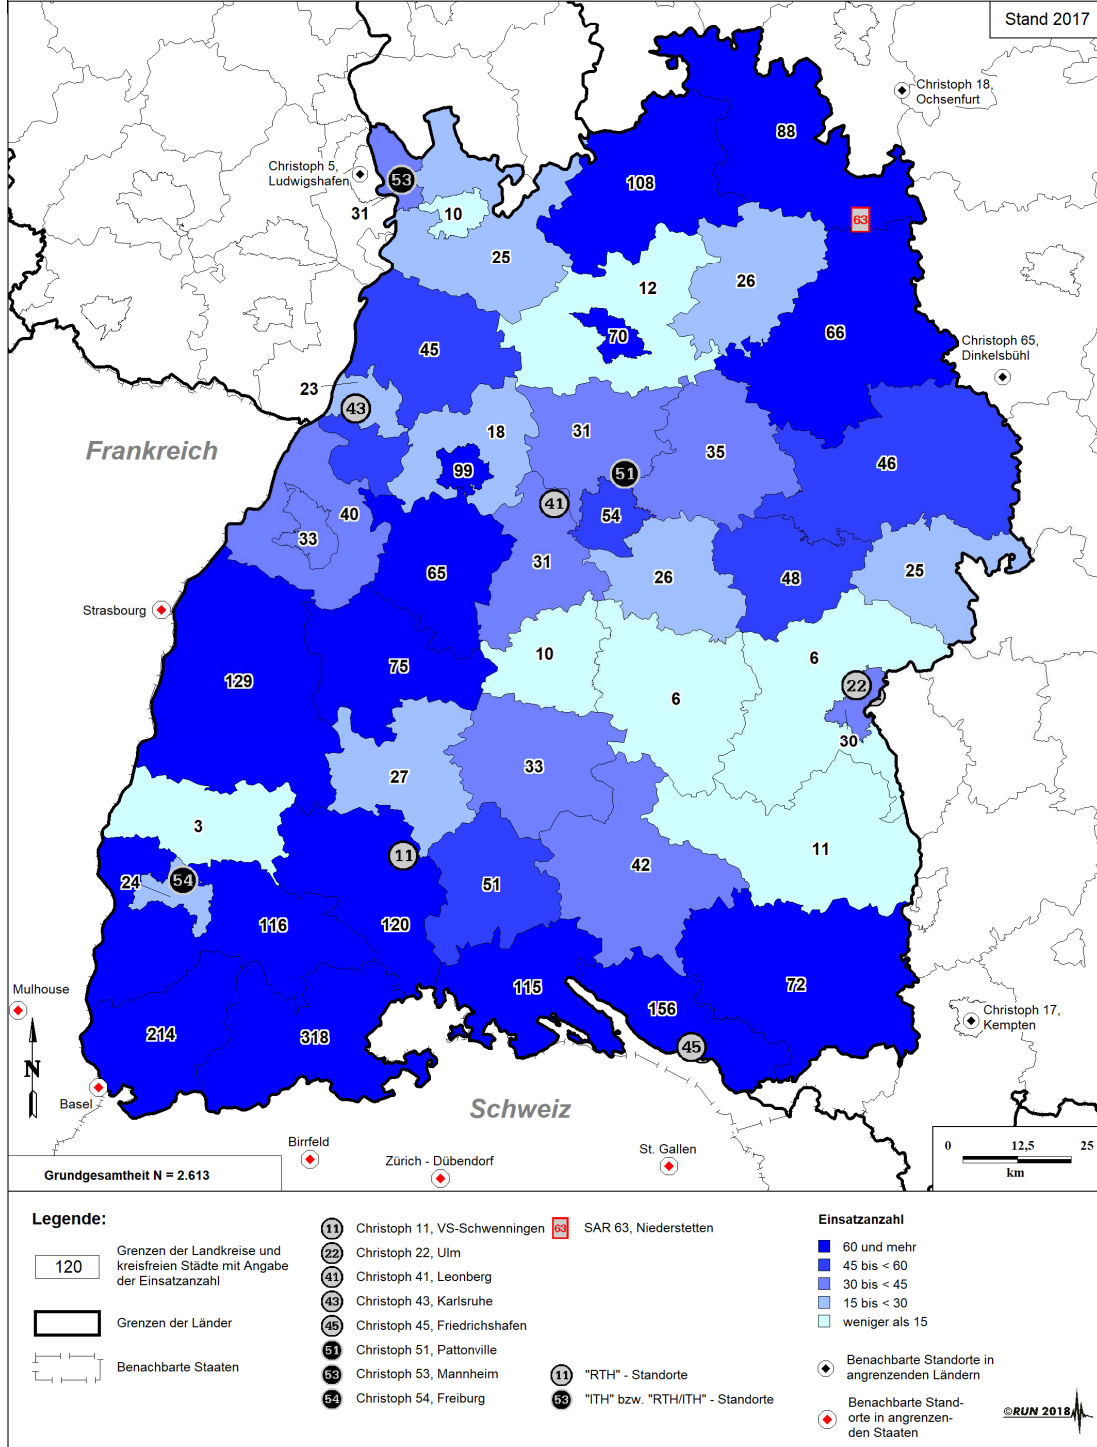 Stand 2017
Christoph 18,
Ochsenfurt
88
Christoph 5,
Ludwigshafen
53
108
31
10
63
25
26
12
70
66
Christoph 65,
Dinkelsbühl
45
23
43
Frankreich
18
31
35
99
46
51
41
54
40
33
65
31
26
48
25
Strasbourg
10
6
75
129
22
6
30
33
27
3
11
11
42
24
54
51
116
120
72
115
156
Mulhouse
Christoph 17,
Kempten
214
318
45
N
Basel
Schweiz
Birrfeld
Zürich - Dübendorf
St. Gallen
0 12,5 25
km
Grundgesamtheit N = 2.613
Legende:
120
Grenzen der Landkreise und
kreisfreien Städte mit Angabe
der Einsatzanzahl
Grenzen der Länder
Benachbarte Staaten
11 Christoph 11, VS-Schwenningen
22 Christoph 22, Ulm
41 Christoph 41, Leonberg
43 Christoph 43, Karlsruhe
45 Christoph 45, Friedrichshafen
51 Christoph 51, Pattonville
53 Christoph 53, Mannheim
54 Christoph 54, Freiburg
63 SAR 63, Niederstetten
11 "RTH" - Standorte
53 "ITH" bzw. "RTH/ITH" - Standorte
Einsatzanzahl
60 und mehr
45 bis < 60
30 bis < 45
15 bis < 30
weniger als 15
Benachbarte Standorte in
angrenzenden Ländern
Benachbarte Stand-
orte in angrenzen-
den Staaten
©RUN 2018